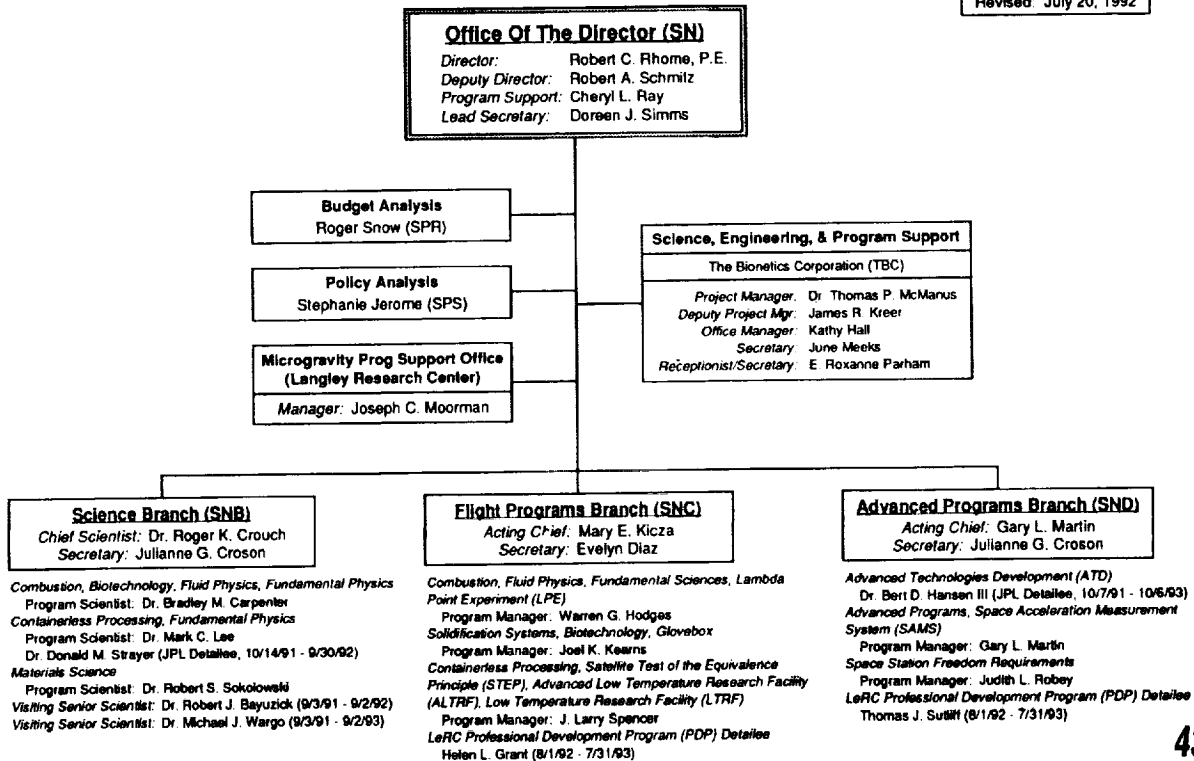 Revised: July 20, 1992
Office Of The Director (SN)
Director: Robert C. Rhome, P.E.
Deputy Director: Robert A. Schmitz
Program Support: Cheryl L. Ray
Lead Secretary: Doreen J. Simms
Budget Analysis
Roger Snow (SPR)
Policy Analysis
Stephanie Jerome (SPS)
Microgravity Prog Support Office
(Langley Research Center)
Manager: Joseph C. Moorman
Science, Engineering, & Program Support
The Bionetics Corporation (TBC)
Project Manager: Dr Thomas P. McManus
Deputy Project Mgr: James R. Kreer
Office Manager: Kathy Hall
Secretary: June Meeks
Receptionist/Secretary: E. Roxanne Parham
Science Branch (SNB)
Chief Scientist: Dr. Roger K. Crouch
Secretary: Julianne G. Croson
Combustion, Biotechnology, Fluid Physics, Fundamental Physics
Program Scientist: Dr. Bradley M. Carpenter
Containerless Processing, Fundamental Physics
Program Scientist: Dr. Mark C. Lee
Dr. Donald M. Strayer (JPL Detailee, 10/14/91 - 9/30/92)
Materials Science
Program Scientist: Dr. Robert S. Sokolowski
Visiting Senior Scientist: Dr. Robert J. Bayuzick (9/3/91 - 9/2/92)
Visiting Senior Scientist: Dr. Michael J. Wargo (9/3/91 - 9/2/93)
Flight Programs Branch (SNC)
Acting Chief: Mary E. Kicza
Secretary: Evelyn Diaz
Combustion, Fluid Physics, Fundamental Sciences, Lambda
Point Experiment (LPE)
Program Manager: Warren G. Hodges
Solidification Systems, Biotechnology, Glovebox
Program Manager: Joel K. Kearns
Containerless Processing, Satellite Test of the Equivalence
Principle (STEP), Advanced Low Temperature Research Facility
(ALTRF), Low Temperature Research Facility (LTRF)
Program Manager: J. Larry Spencer
LeRC Professional Development Program (PDP) Detailee
Helen L. Grant (8/1/92 - 7/31/93)
Advanced Programs Branch (SND)
Acting Chief: Gary L. Martin
Secretary: Julianne G. Croson
Advanced Technologies Development (ATD)
Dr. Bert D. Hansen III (JPL Detailee, 10/7/91 - 10/6/93)
Advanced Programs, Space Acceleration Measurement
System (SAMS)
Program Manager: Gary L. Martin
Space Station Freedom Requirements
Program Manager: Judith L. Robey
LeRC Professional Development Program (PDP) Detailee
Thomas J. Sutliff (8/1/92 - 7/31/93)